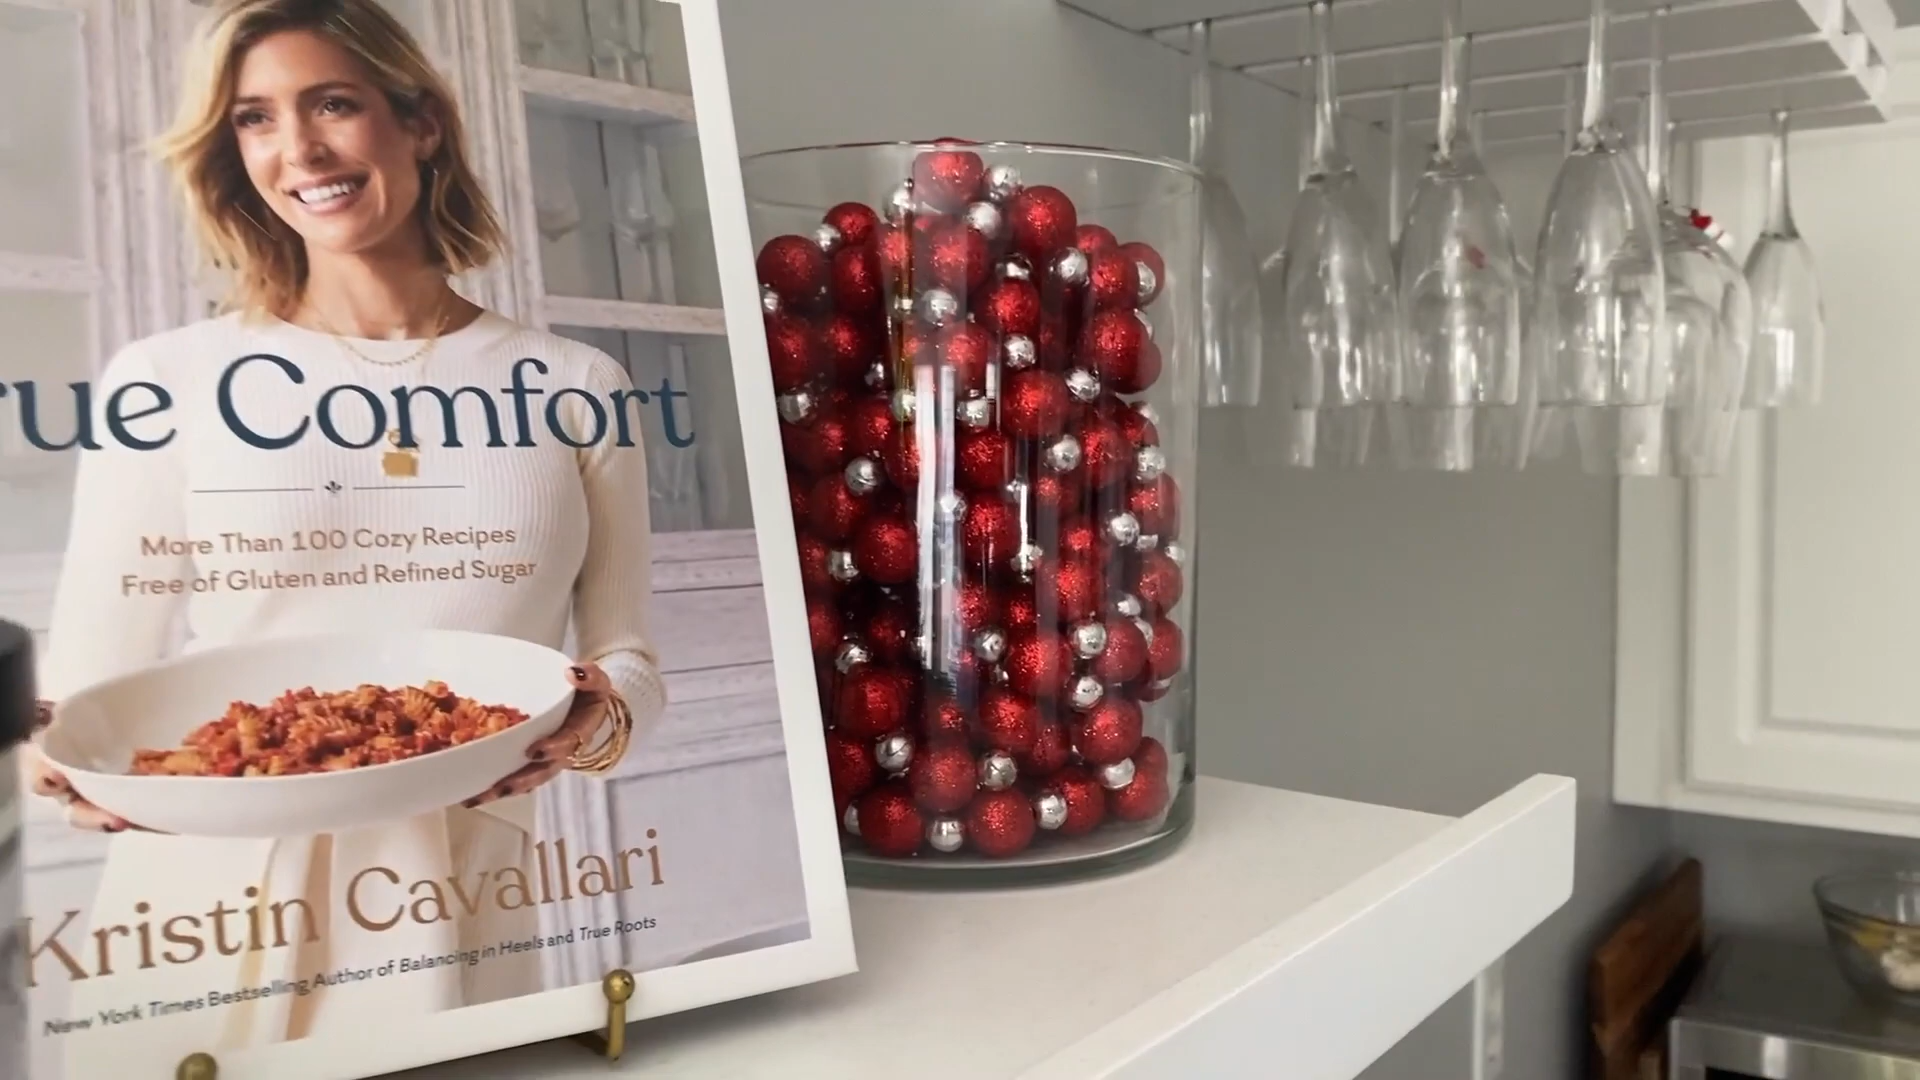 rue Comfort
More Than 100 Cozy Recipes
Free of Gluten and Refined Sugar
Kristin Cavallari
New York Times Bestselling Author of Balancing in Heels and True Roots